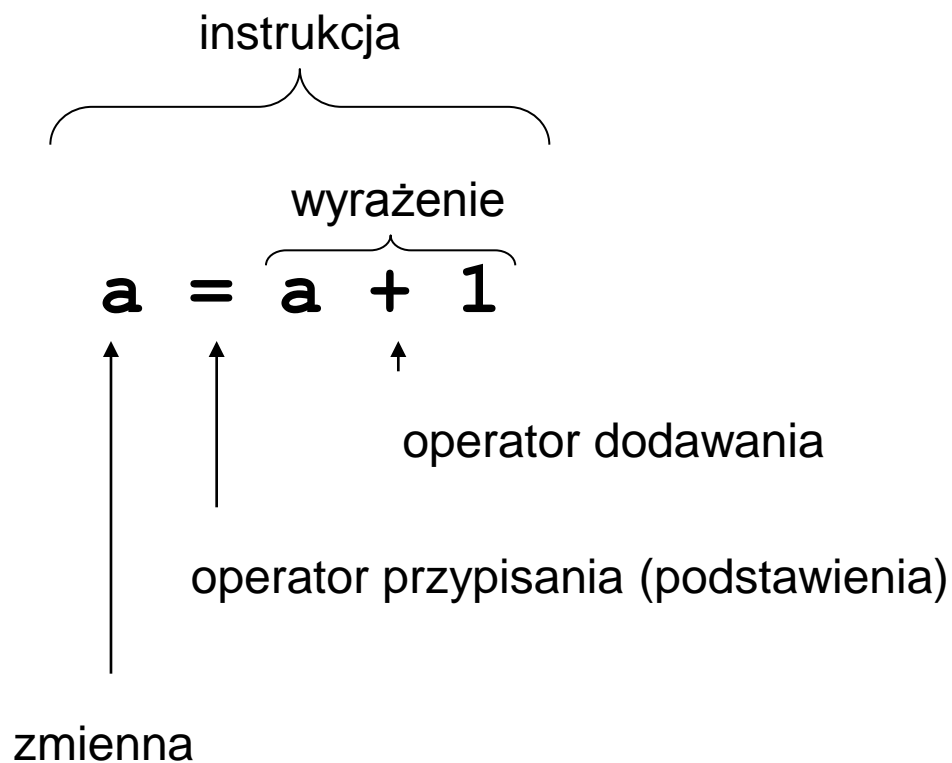 instrukcja
wyrażenie
a = a + 1
operator dodawania
operator przypisania (podstawienia)
zmienna